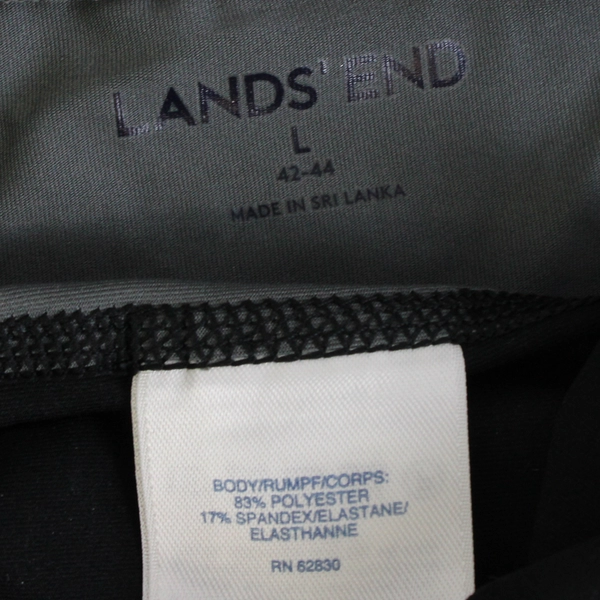 LANDS' END
L
42-44
MADE IN SRI LANKA
BODY/RUMPF/CORPS:
83% POLYESTER
17% SPANDEX/ELASTANE/
ELASTHANNE
RN 62830